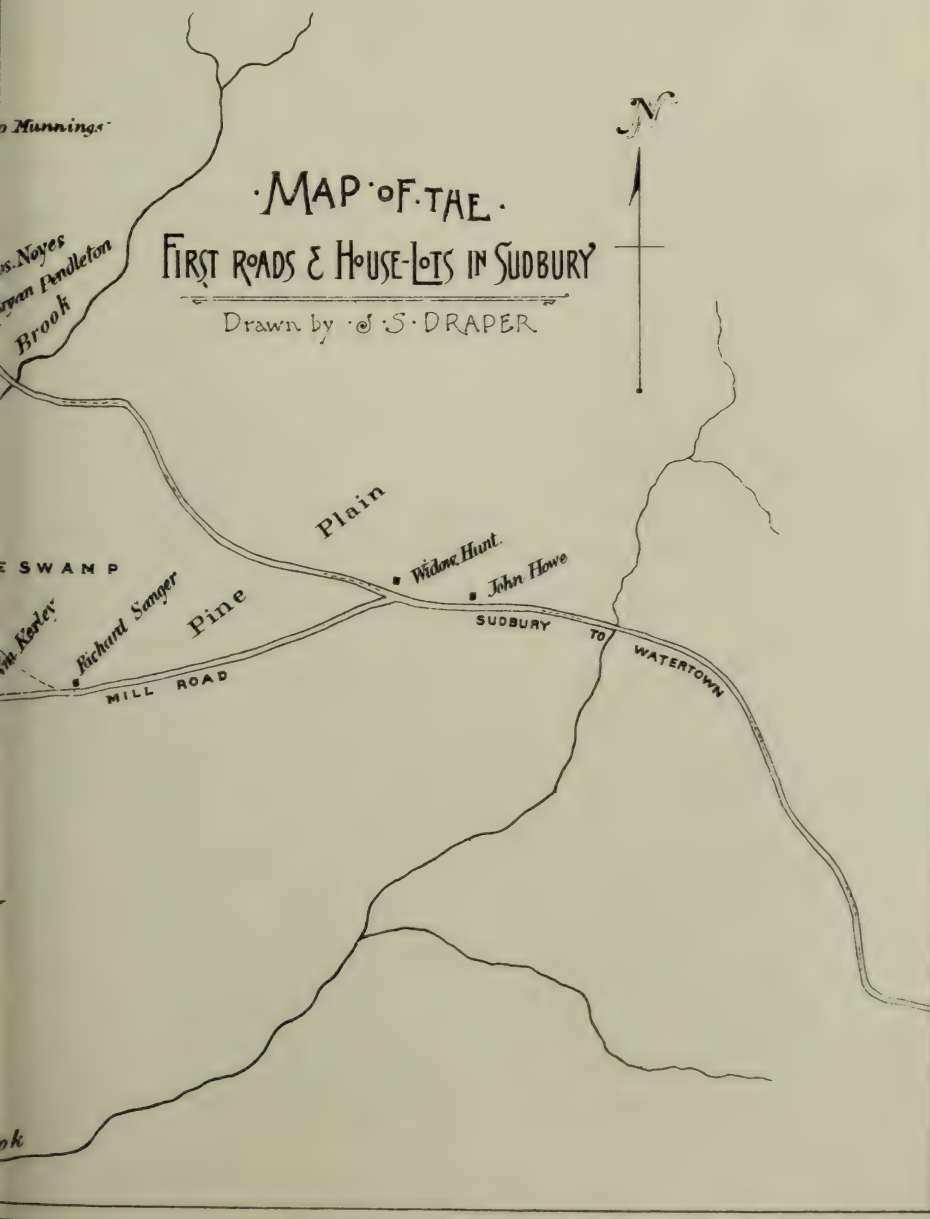 Munnings
N
·MAP·OF·THE·
FIRST ROADS & HOUSE-LOTS IN SUDBURY
Drawn by ·J·S·DRAPER
Noyes
Pendleton
Brook
Plain
Widow Hunt.
John Howe
SWAMP
Kerley
Richard Sanger
Pine
SUDBURY TO WATERTOWN
MILL ROAD